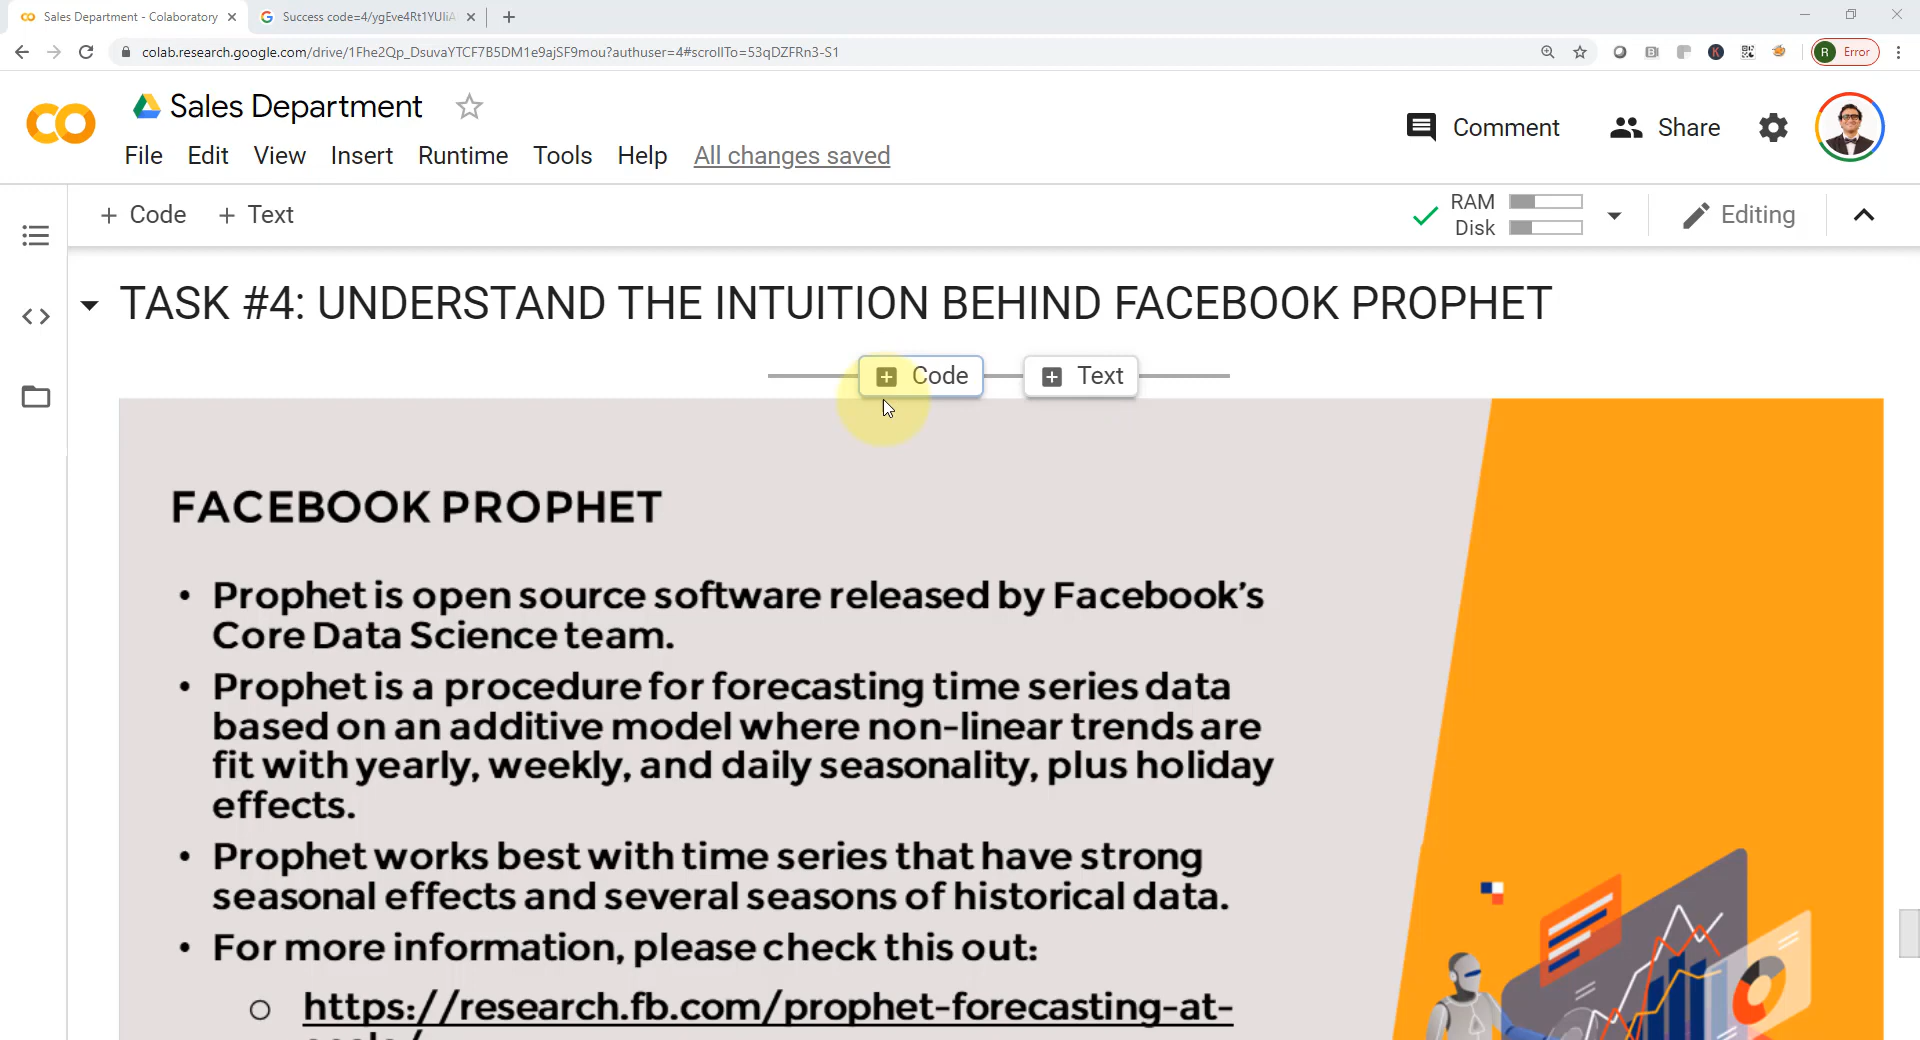 Sales Department - Colaboratory
Success code=4/ygEve4Rt1YUliA
colab.research.google.com/drive/1Fhe2Qp_DsuvaYTCF7B5DM1e9ajSF9mou?authuser=4#scrollTo=53qDZFRn3-S1
R Error
Sales Department
Comment
Share
File Edit View Insert Runtime Tools Help All changes saved
+ Code + Text
RAM
Disk
Editing
TASK #4: UNDERSTAND THE INTUITION BEHIND FACEBOOK PROPHET
+ Code + Text
FACEBOOK PROPHET
• Prophet is open source software released by Facebook’s
Core Data Science team.
• Prophet is a procedure for forecasting time series data
based on an additive model where non-linear trends are
fit with yearly, weekly, and daily seasonality, plus holiday
effects.
• Prophet works best with time series that have strong
seasonal effects and several seasons of historical data.
• For more information, please check this out:
https://research.fb.com/prophet-forecasting-at-